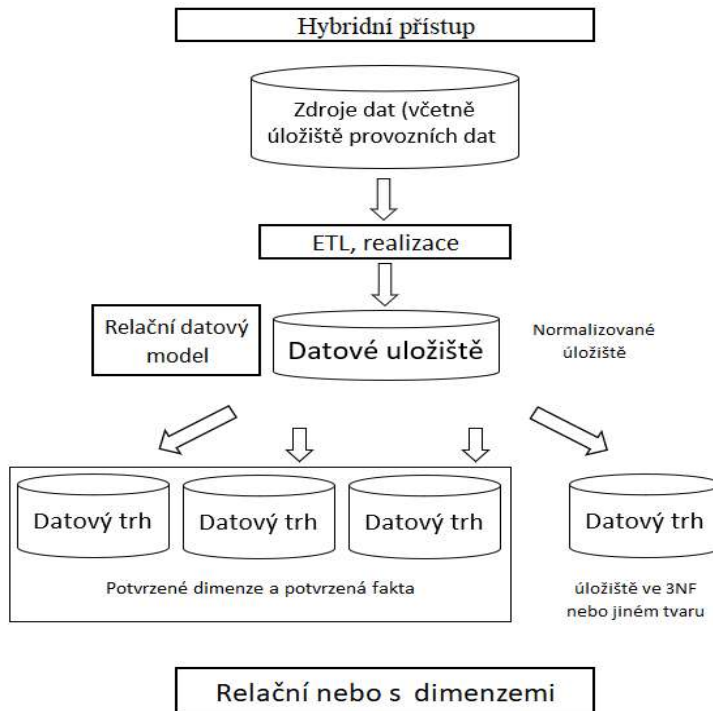 Hybridní přístup
Zdroje dat (včetně
úložiště provozních dat
ETL, realizace
Relační datový
model
Datové uložiště
Normalizované
úložiště
Datový trh
Datový trh
Datový trh
Datový trh
Potvrzené dimenze a potvrzená fakta
úložiště ve 3NF
nebo jiném tvaru
Relační nebo s dimenzemi